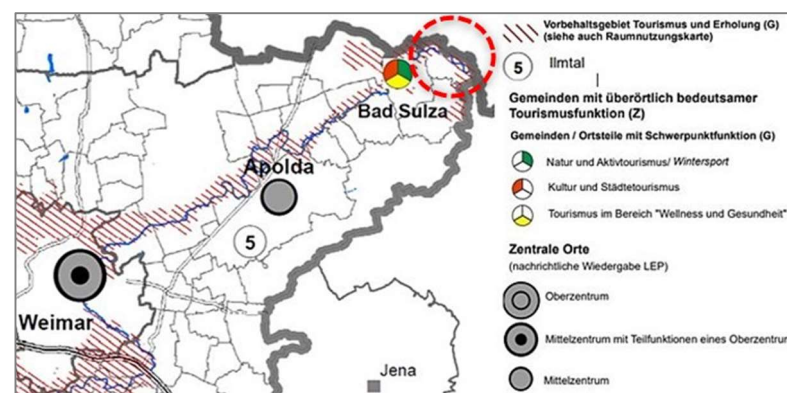 Bad Sulza
Apolda
5
Weimar
Jena
Vorbehaltsgebiet Tourismus und Erholung (G)
(siehe auch Raumnutzungskarte)
5 Ilmtal
Gemeinden mit überörtlich bedeutsamer
Tourismusfunktion (Z)
Gemeinden / Ortsteile mit Schwerpunktfunktion (G)
Natur und Aktivtourismus/ Wintersport
Kultur und Städtetourismus
Tourismus im Bereich "Wellness und Gesundheit"
Zentrale Orte
(nachrichtliche Wiedergabe LEP)
Oberzentrum
Mittelzentrum mit Teilfunktionen eines Oberzentrum
Mittelzentrum